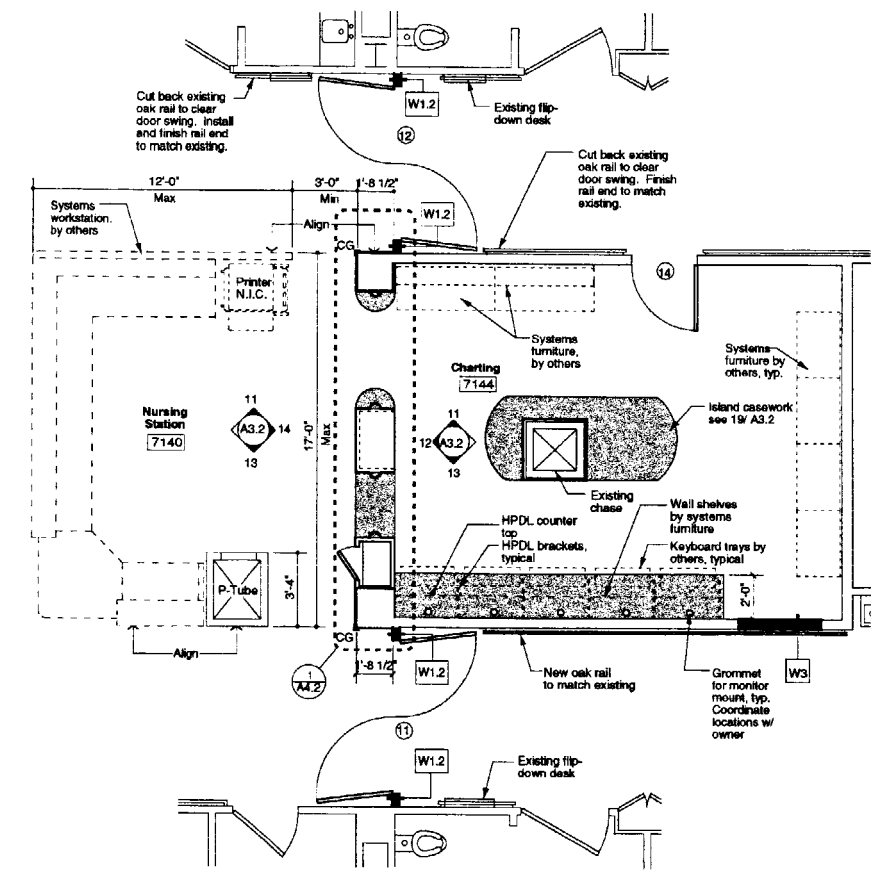 Cut back existing
oak rail to clear
door swing. Install
and finish rail end
to match existing.
W1.2
Existing flip-
down desk
12
Cut back existing
oak rail to clear
door swing. Finish
rail end to match
existing.
12'-0"
Max
3'-0"
Min
1'-8 1/2"
Systems
workstation
by others
Align
W1.2
CG
14
Printer
N.I.C.
Systems
furniture,
by others
Systems
furniture by
others, typ.
Charting
7144
Nursing
Station
7140
11
A3.2
14
13
17'-0"
Max
11
12
A3.2
13
Island casework
see 19/ A3.2
Existing
chase
HPDL counter
top
HPDL brackets,
typical
Wall shelves
by systems
furniture
Keyboard trays by
others, typical
P-Tube
3'-4"
2'-0"
CG
Align
1
A4.2
1'-8 1/2"
W1.2
New oak rail
to match existing
Grommet
for monitor
mount, typ.
Coordinate
locations w/
owner
W3
11
W1.2
Existing flip-
down desk